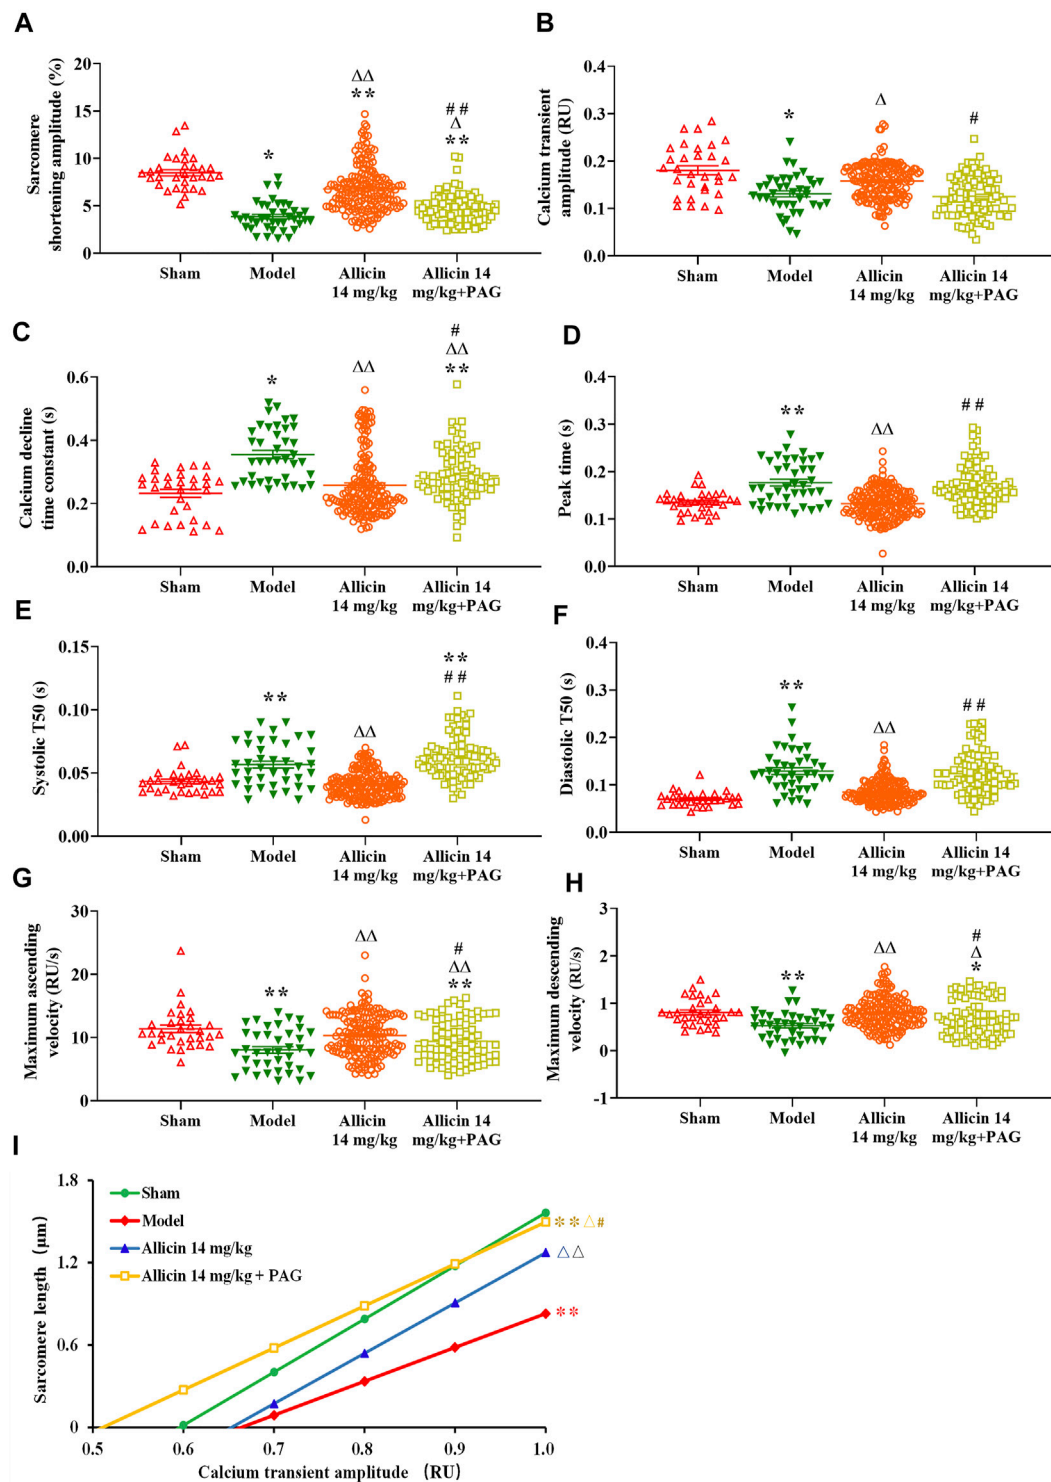 A
Sarcomere
shortening amplitude (%)
20
15
10
5
0
*
ΔΔ
**
##
Δ
**
Sham
Model
Allicin
14 mg/kg
Allicin 14
mg/kg+PAG
B
Calcium transient
amplitude (RU)
0.4
0.3
0.2
0.1
0.0
*
Δ
#
Sham
Model
Allicin
14 mg/kg
Allicin 14
mg/kg+PAG
C
Calcium decline
time constant (s)
0.6
0.4
0.2
0.0
*
ΔΔ
#
ΔΔ
**
Sham
Model
Allicin
14 mg/kg
Allicin 14
mg/kg+PAG
D
Peak time (s)
0.4
0.3
0.2
0.1
0.0
**
ΔΔ
##
Sham
Model
Allicin
14 mg/kg
Allicin 14
mg/kg+PAG
E
Systolic T50 (s)
0.15
0.10
0.05
0.00
**
ΔΔ
**
##
Sham
Model
Allicin
14 mg/kg
Allicin 14
mg/kg+PAG
F
Diastolic T50 (s)
0.4
0.3
0.2
0.1
0.0
**
ΔΔ
##
Sham
Model
Allicin
14 mg/kg
Allicin 14
mg/kg+PAG
G
Maximum ascending
velocity (RU/s)
30
20
10
0
**
ΔΔ
#
ΔΔ
**
Sham
Model
Allicin
14 mg/kg
Allicin 14
mg/kg+PAG
H
Maximum descending
velocity (RU/s)
3
2
1
0
-1
**
ΔΔ
#
Δ
*
Sham
Model
Allicin
14 mg/kg
Allicin 14
mg/kg+PAG
I
Sarcomere length（μm）
1.8
1.2
0.6
0
Sham
Model
Allicin 14 mg/kg
Allicin 14 mg/kg + PAG
**Δ#
ΔΔ
**
0.5 0.6 0.7 0.8 0.9 1.0
Calcium transient amplitude （RU）